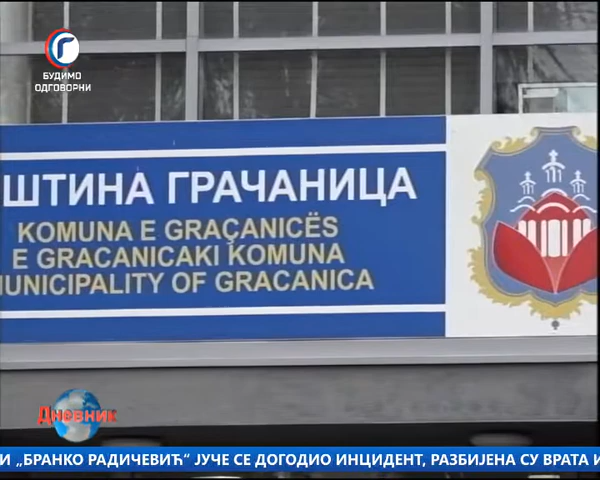 БУДИМО
ОДГОВОРНИ
ШТИНА ГРАЧАНИЦА
KOMUNA E GRAÇANICËS
E GRACANICAKI KOMUNA
MUNICIPALITY OF GRACANICA
Дневник
И „БРАНКО РАДИЧЕВИЋ“ ЈУЧЕ СЕ ДОГОДИО ИНЦИДЕНТ, РАЗБИЈЕНА СУ ВРАТА И